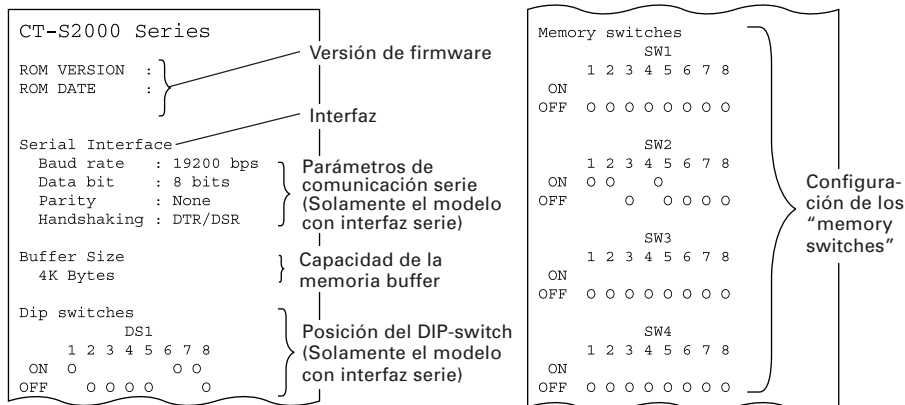 CT-S2000 Series
ROM VERSION :
ROM DATE :
Versión de firmware
Interfaz
Serial Interface
Baud rate : 19200 bps
Data bit : 8 bits
Parity : None
Handshaking : DTR/DSR
Parámetros de
comunicación serie
(Solamente el modelo
con interfaz serie)
Buffer Size
4K Bytes
Capacidad de la
memoria buffer
Dip switches
DS1
1 2 3 4 5 6 7 8
ON O O O
OFF O O O O O
Posición del DIP-switch
(Solamente el modelo
con interfaz serie)
Memory switches
SW1
1 2 3 4 5 6 7 8
ON
OFF O O O O O O O O
SW2
1 2 3 4 5 6 7 8
ON O O O
OFF O O O O O
SW3
1 2 3 4 5 6 7 8
ON
OFF O O O O O O O O
SW4
1 2 3 4 5 6 7 8
ON
OFF O O O O O O O O
Configura-
ción de los
“memory
switches”